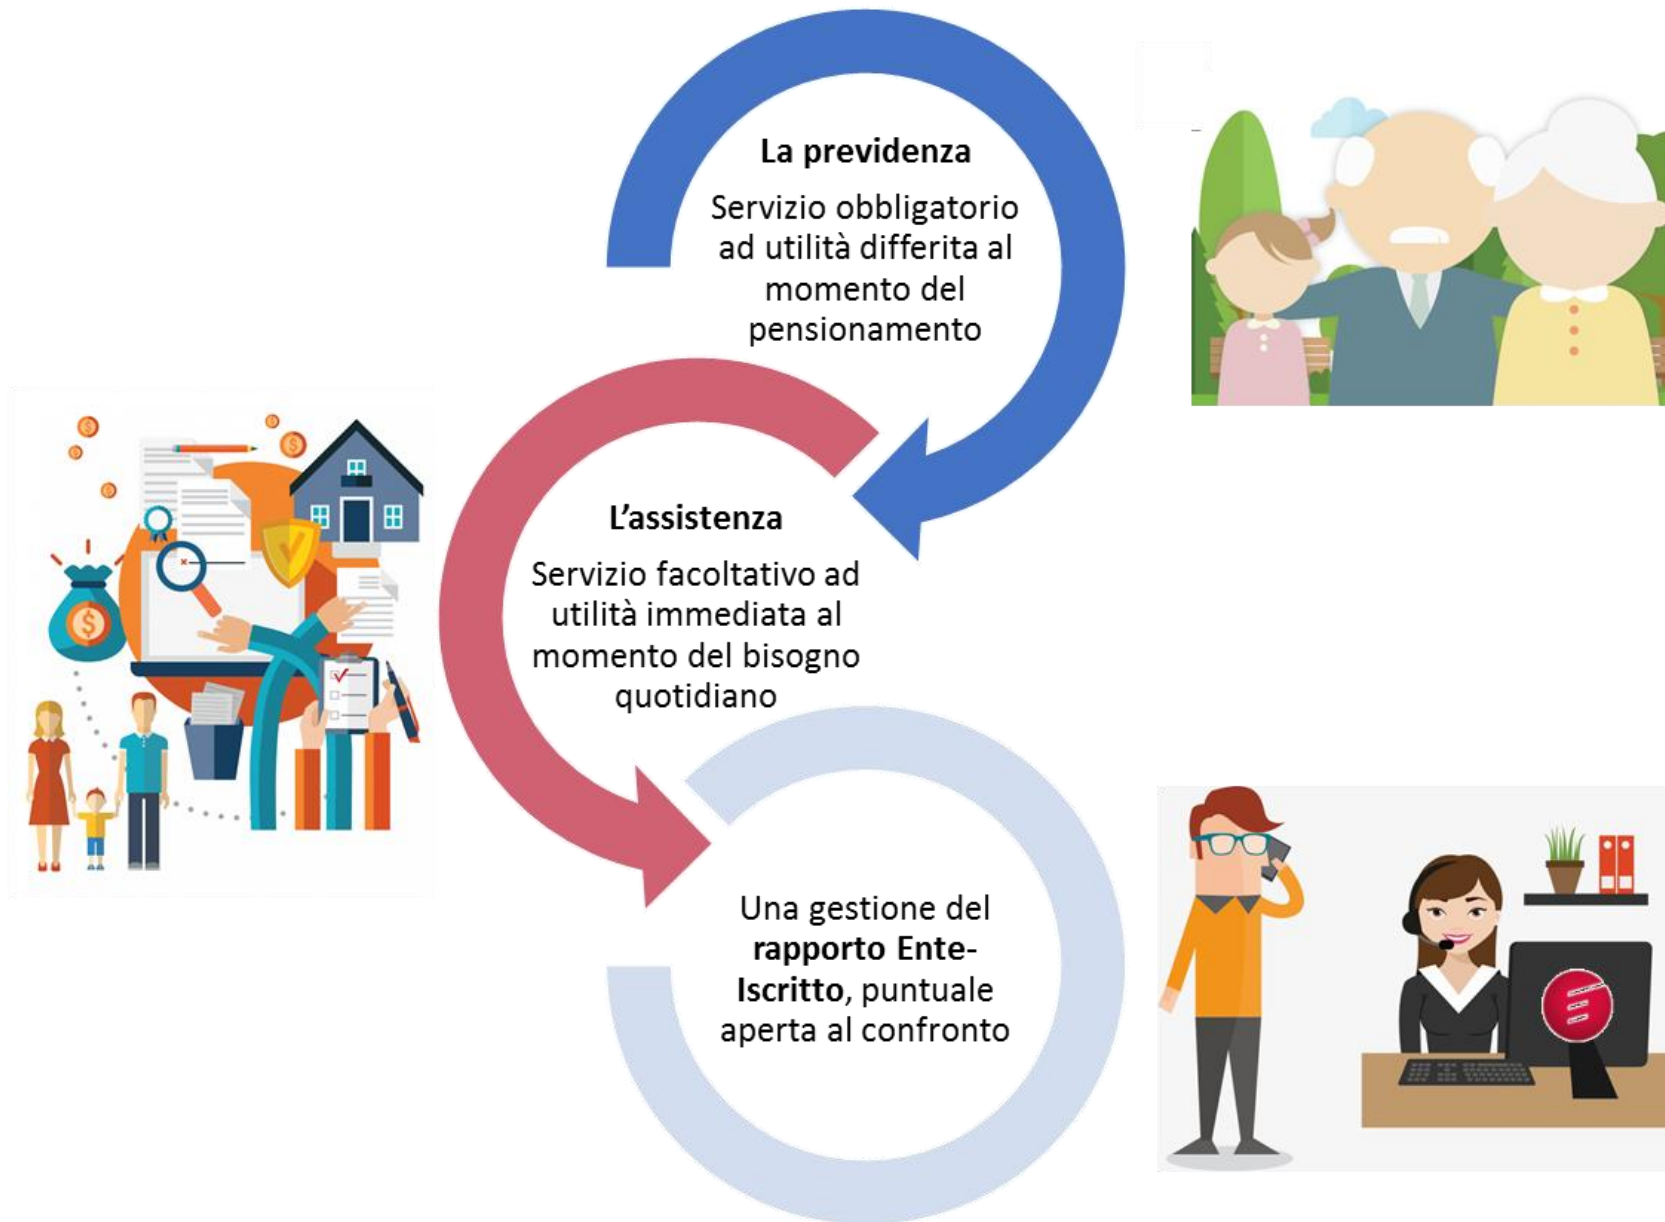 La previdenza
Servizio obbligatorio
ad utilità differita al
momento del
pensionamento
L’assistenza
Servizio facoltativo ad
utilità immediata al
momento del bisogno
quotidiano
Una gestione del
rapporto Ente-
Iscritto, puntuale
aperta al confronto